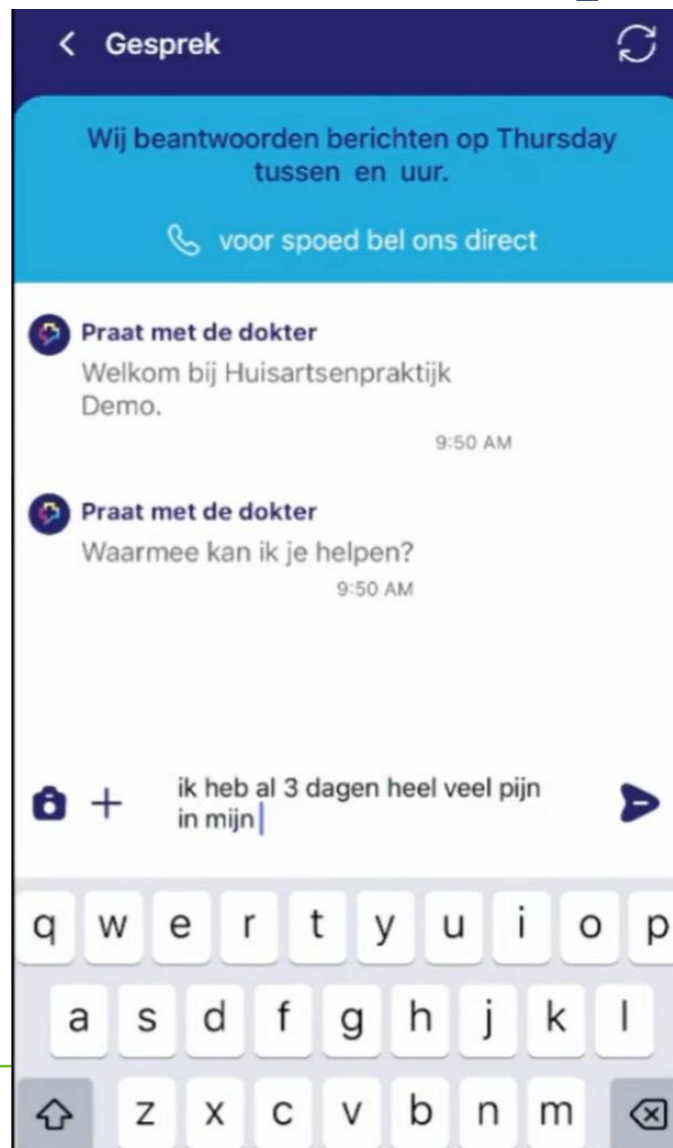 Gesprek
Wij beantwoorden berichten op Thursday
tussen en uur.
voor spoed bel ons direct
Praat met de dokter
Welkom bij Huisartsenpraktijk
Demo.
9:50 AM
Praat met de dokter
Waarmee kan ik je helpen?
9:50 AM
ik heb al 3 dagen heel veel pijn
in mijn
q w e r t y u i o p
a s d f g h j k l
z x c v b n m